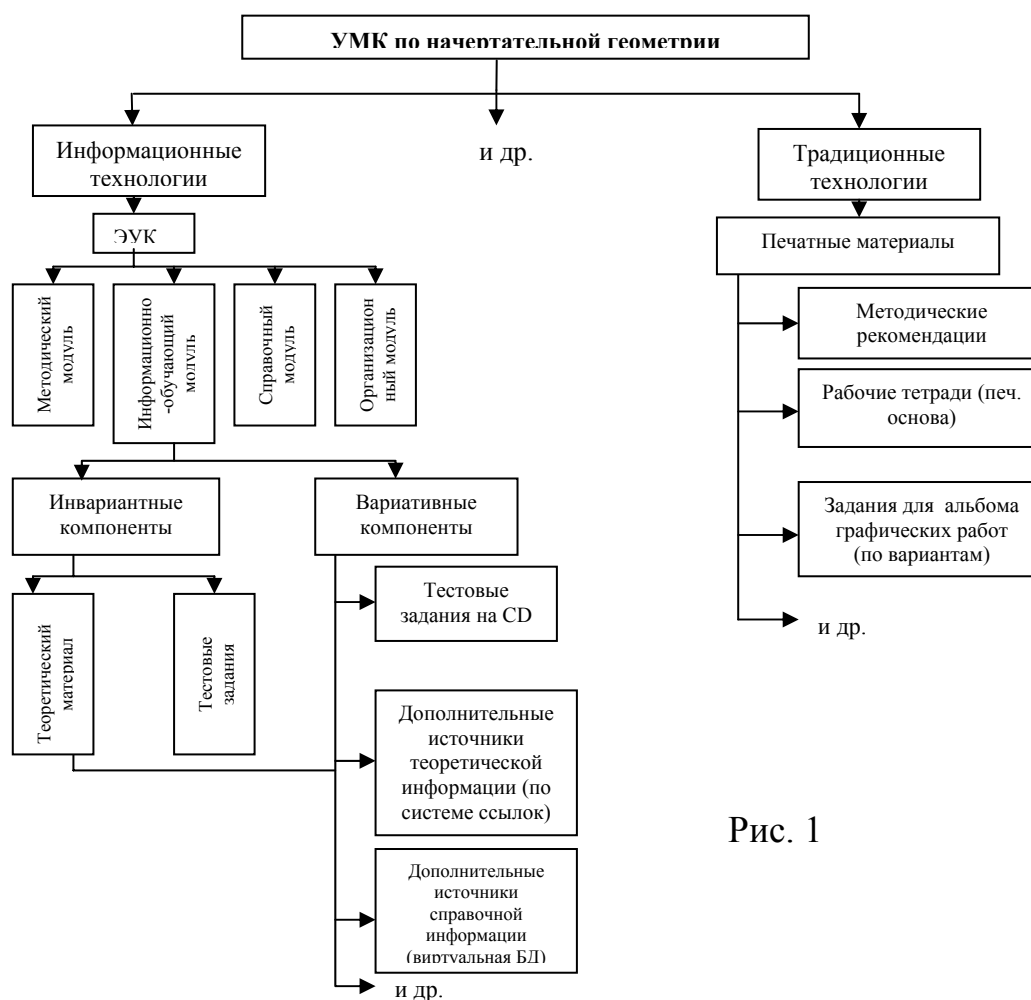 УМК по начертательной геометрии
Информационные
технологии
и др.
Традиционные
технологии
ЭУК
Печатные материалы
Методический
модуль
Информационно
-обучающий
модуль
Справочный
модуль
Организацион
ный модуль
Методические
рекомендации
Рабочие тетради (печ.
основа)
Задания для альбома
графических работ
(по вариантам)
и др.
Инвариантные
компоненты
Вариативные
компоненты
Теоретический
материал
Тестовые
задания
Тестовые
задания на CD
Дополнительные
источники
теоретической
информации (по
системе ссылок)
Дополнительные
источники
справочной
информации
(виртуальная БД)
и др.
Рис. 1